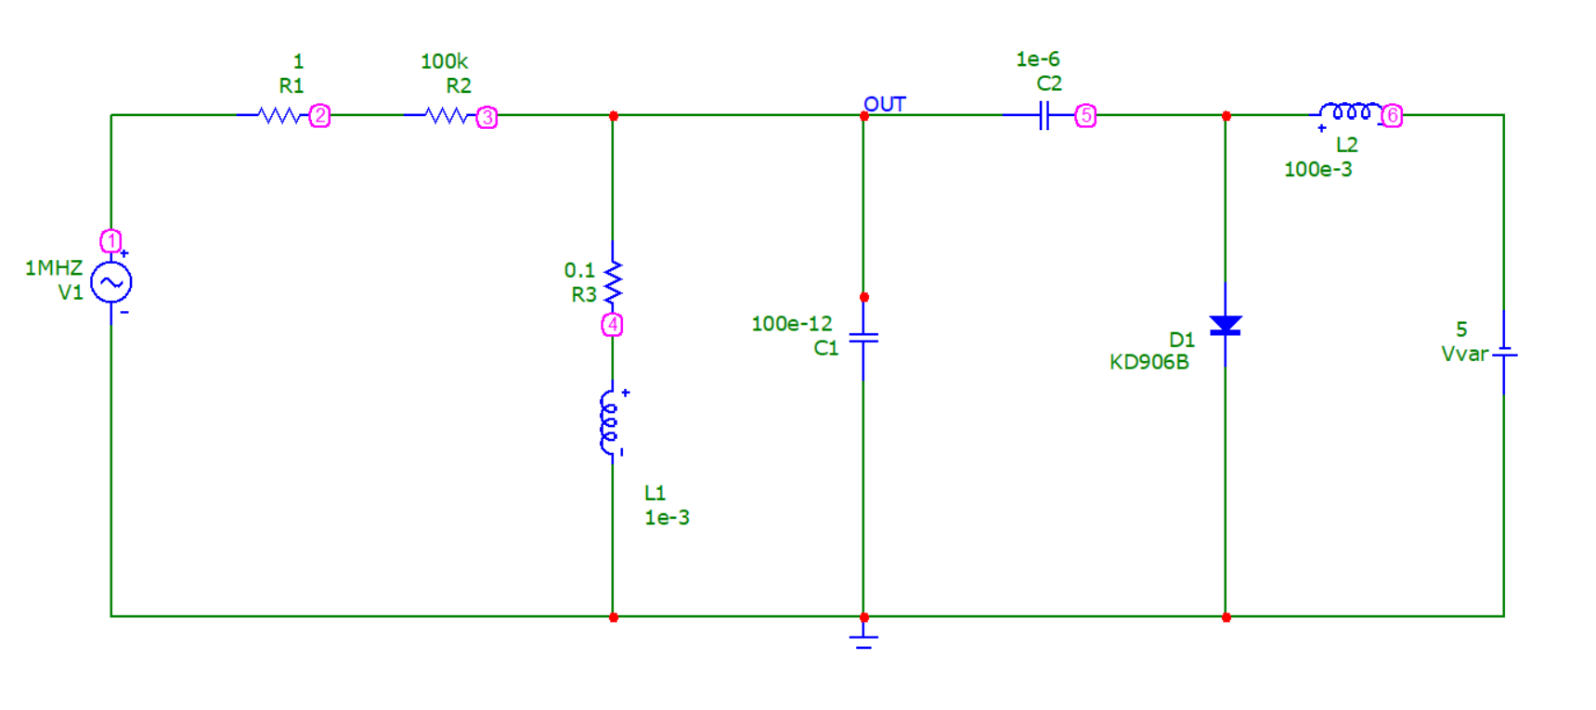 1
R1
2
100k
R2
3
OUT
1e-6
C2
5
6
+
-
L2
100e-3
1
+
1MHZ
V1
-
0.1
R3
4
100e-12
C1
D1
KD906B
5
Vvar
+
-
L1
1e-3